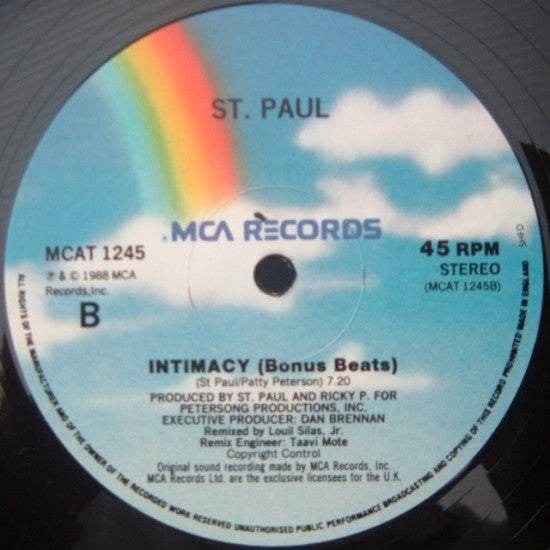 ST. PAUL
MCA RECORDS
MCAT 1245
℗ & © 1988 MCA
Records,Inc.
B
45 RPM
STEREO
(MCAT 1245B)
SHED
INTIMACY (Bonus Beats)
(St Paul/Patty Peterson) 7.20
PRODUCED BY ST. PAUL AND RICKY P. FOR
PETERSONG PRODUCTIONS, INC.
EXECUTIVE PRODUCER: DAN BRENNAN
Remixed by Louil Silas, Jr.
Remix Engineer: Taavi Mote
Copyright Control
Original sound recording made by MCA Records, Inc.
MCA Records Ltd. are the exclusive licensees for the U.K.
ALL RIGHTS OF THE MANUFACTURER AND OF THE OWNER OF THE RECORDED WORK RESERVED UNAUTHORISED PUBLIC PERFORMANCE BROADCASTING AND COPYING OF THIS RECORD PROHIBITED MADE IN ENGLAND